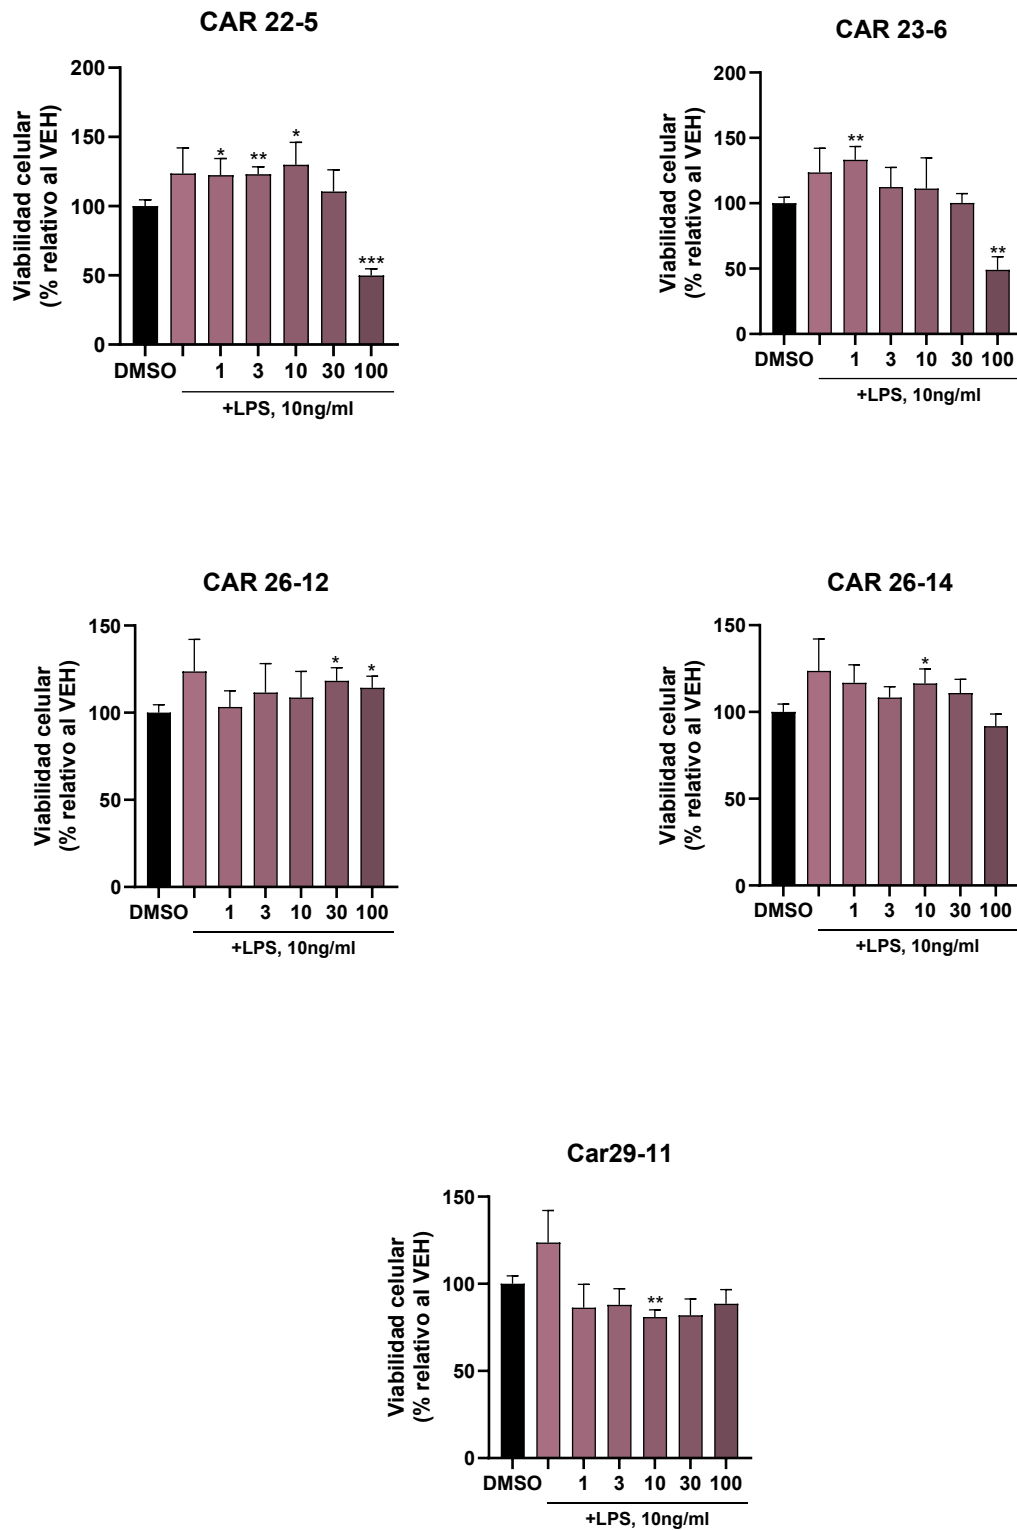 CAR 22-5
Viabilidad celular
(% relativo al VEH)
200
150
100
50
0
* ** * ***
DMSO 1 3 10 30 100
+LPS, 10ng/ml
CAR 23-6
Viabilidad celular
(% relativo al VEH)
200
150
100
50
0
** **
DMSO 1 3 10 30 100
+LPS, 10ng/ml
CAR 26-12
Viabilidad celular
(% relativo al VEH)
150
100
50
0
* *
DMSO 1 3 10 30 100
+LPS, 10ng/ml
CAR 26-14
Viabilidad celular
(% relativo al VEH)
150
100
50
0
*
DMSO 1 3 10 30 100
+LPS, 10ng/ml
Car29-11
Viabilidad celular
(% relativo al VEH)
150
100
50
0
**
DMSO 1 3 10 30 100
+LPS, 10ng/ml